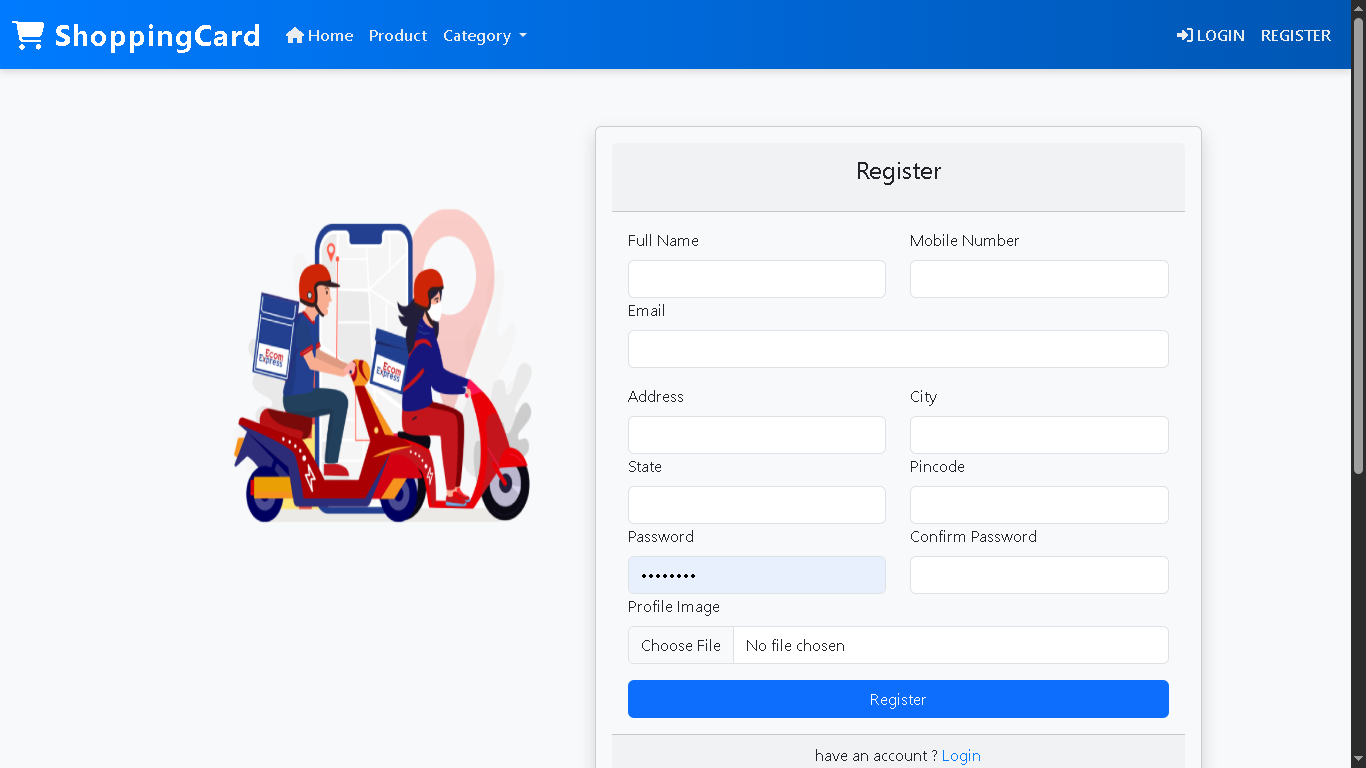 ShoppingCard Home Product Category LOGIN REGISTER
Register
Full Name Mobile Number
Email
Address City
State Pincode
Password Confirm Password
••••••••
Profile Image
Choose File No file chosen
Register
have an account ? Login
Ecom
Express
Ecom
Express